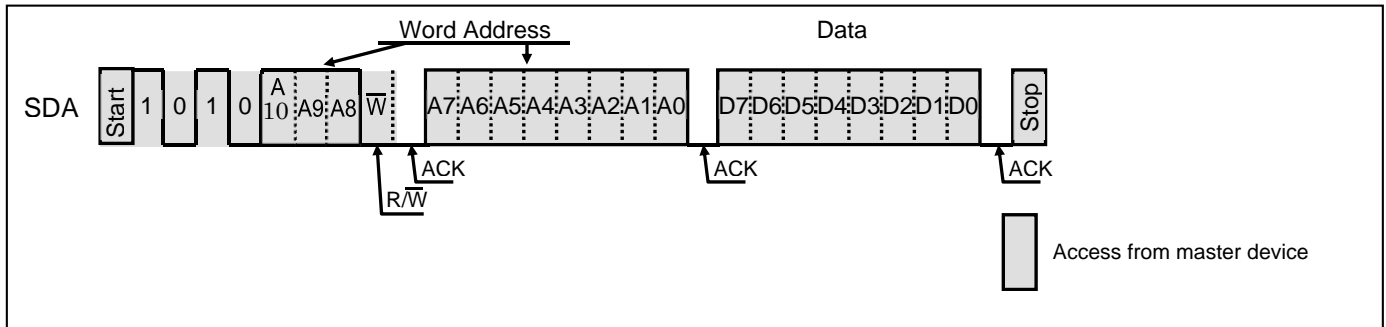 Word Address Data
SDA Start 1 0 1 0 A10 A9 A8 W̅ A7 A6 A5 A4 A3 A2 A1 A0 D7 D6 D5 D4 D3 D2 D1 D0 Stop
ACK ACK ACK
R/W̅
Access from master device